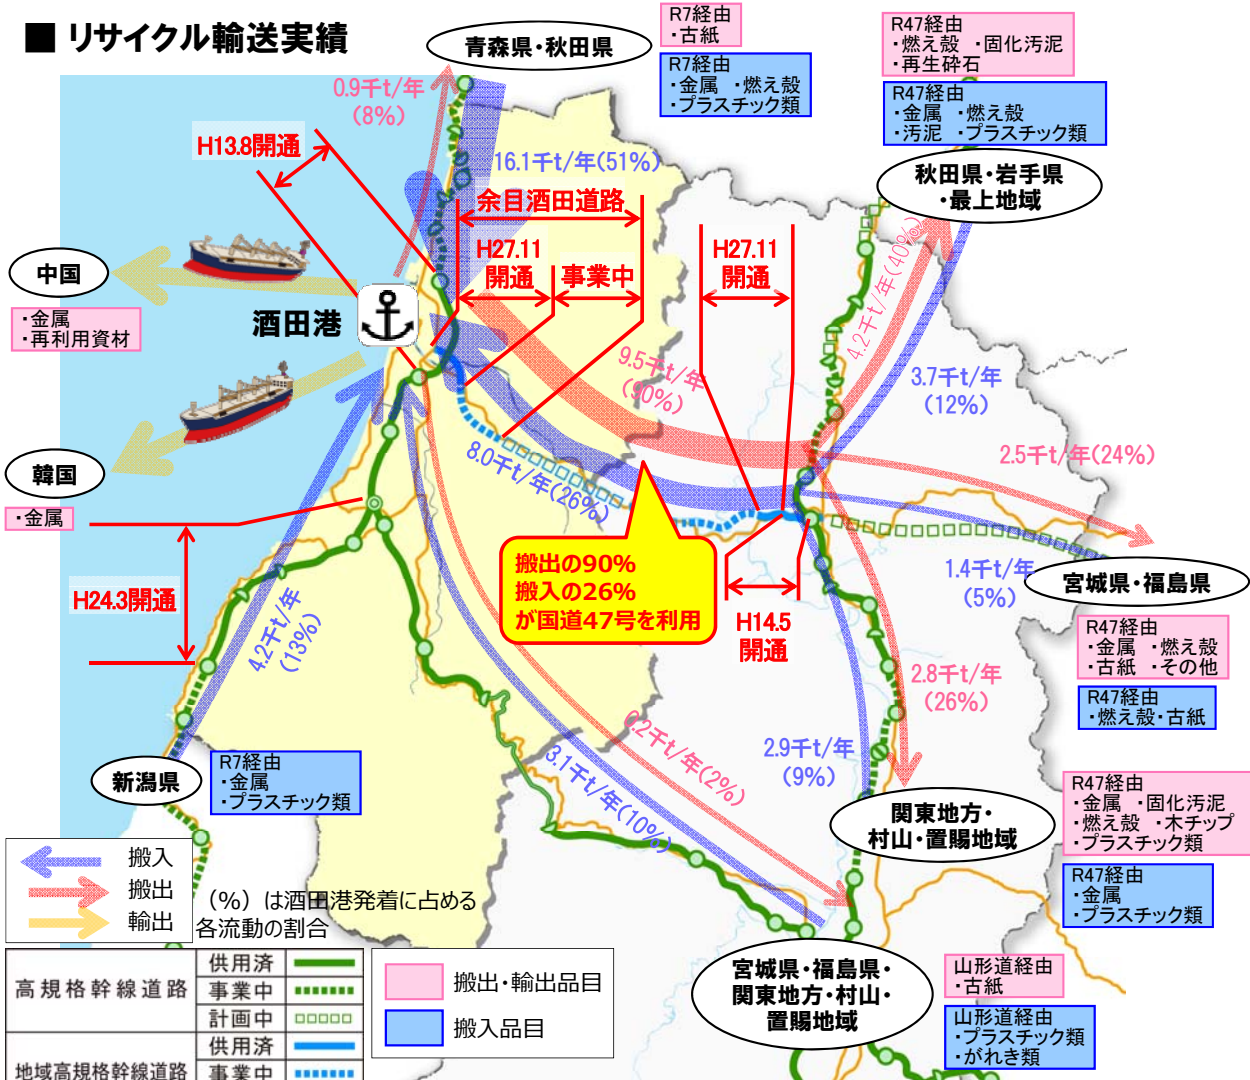 ■ リサイクル輸送実績
青森県・秋田県
R7経由
・古紙
R7経由
・金属 ・燃え殻
・プラスチック類
R47経由
・燃え殻 ・固化汚泥
・再生砕石
R47経由
・金属 ・燃え殻
・汚泥 ・プラスチック類
秋田県・岩手県
・最上地域
0.9千t/年
(8%)
H13.8開通
16.1千t/年(51%)
余目酒田道路
H27.11
開通
事業中
H27.11
開通
4.2千t/年(40%)
中国
・金属
・再利用資材
酒田港
9.5千t/年
(90%)
3.7千t/年
(12%)
2.5千t/年(24%)
韓国
・金属
8.0千t/年(26%)
搬出の90%
搬入の26%
が国道47号を利用
H14.5
開通
1.4千t/年
(5%)
宮城県・福島県
R47経由
・金属 ・燃え殻
・古紙 ・その他
R47経由
・燃え殻・古紙
H24.3開通
4.2千t/年
(13%)
2.8千t/年
(26%)
0.2千t/年(2%)
3.1千t/年(10%)
2.9千t/年
(9%)
新潟県
R7経由
・金属
・プラスチック類
関東地方・
村山・置賜地域
R47経由
・金属 ・固化汚泥
・燃え殻 ・木チップ
・プラスチック類
R47経由
・金属
・プラスチック類
搬入
搬出
輸出
（%）は酒田港発着に占める
各流動の割合
高規格幹線道路
供用済
事業中
計画中
地域高規格幹線道路
供用済
事業中
搬出・輸出品目
搬入品目
宮城県・福島県・
関東地方・村山・
置賜地域
山形道経由
・古紙
山形道経由
・プラスチック類
・がれき類